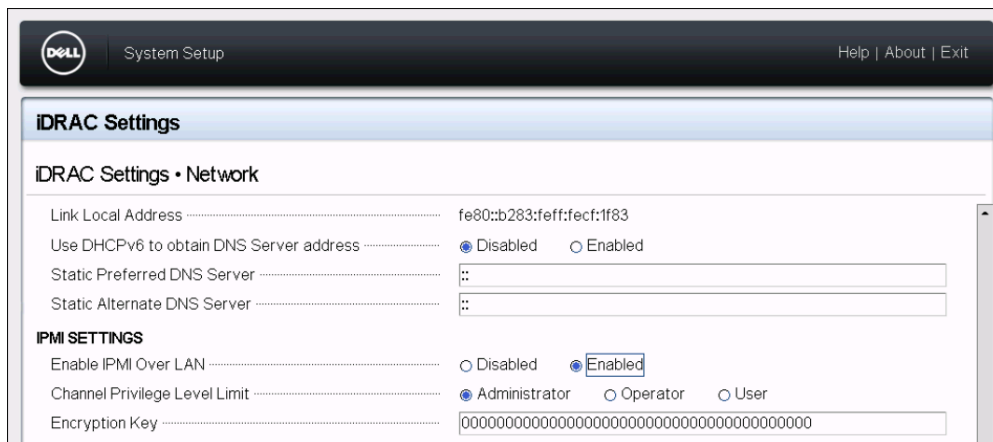 DELL System Setup Help | About | Exit
iDRAC Settings
iDRAC Settings • Network
Link Local Address fe80::b283:feff:fecf:1f83
Use DHCPv6 to obtain DNS Server address Disabled Enabled
Static Preferred DNS Server ::
Static Alternate DNS Server ::
IPMI SETTINGS
Enable IPMI Over LAN Disabled Enabled
Channel Privilege Level Limit Administrator Operator User
Encryption Key 0000000000000000000000000000000000000000